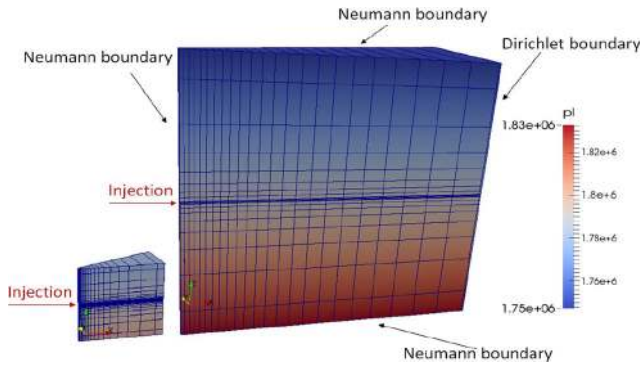 Neumann boundary
Neumann boundary
Dirichlet boundary
pl
1.83e+06
1.82e+6
1.8e+6
1.78e+6
1.76e+6
1.75e+06
Injection
Injection
Neumann boundary